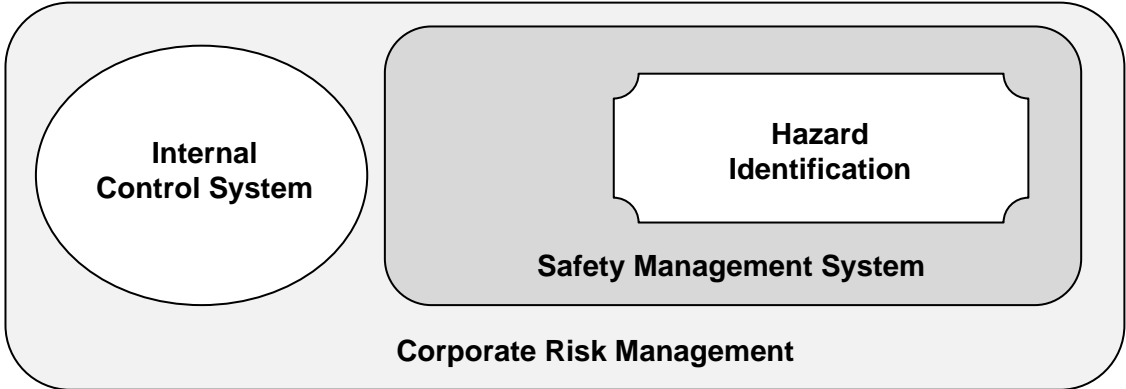 Internal
Control System
Hazard
Identification
Safety Management System
Corporate Risk Management